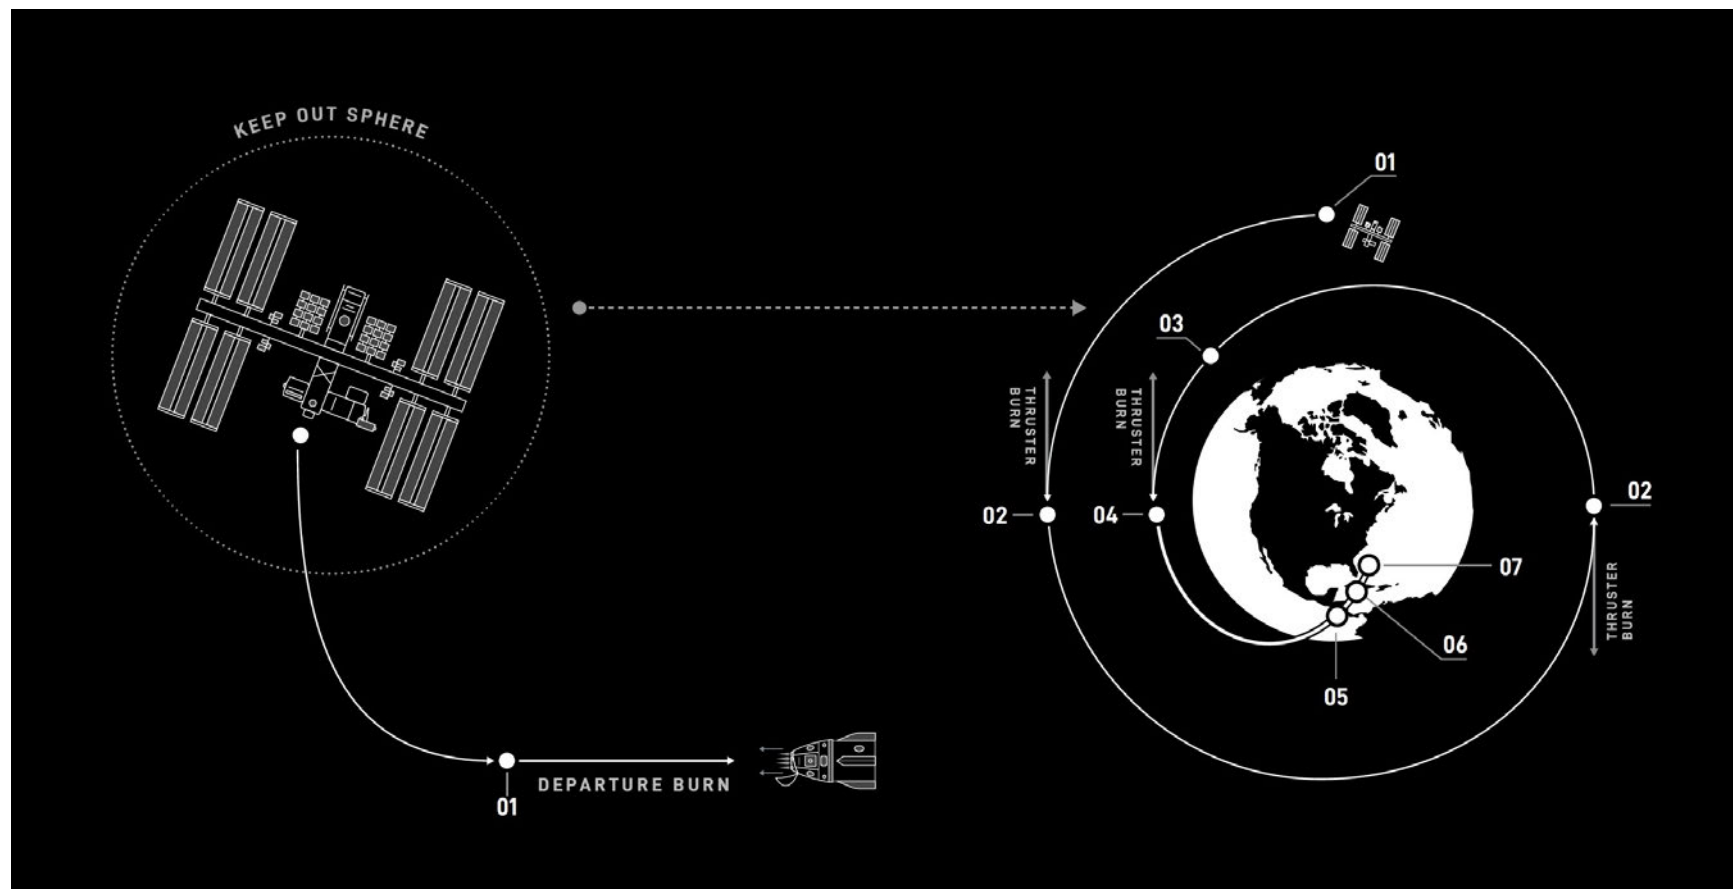 KEEP OUT SPHERE
01
DEPARTURE BURN
01
03
THRUSTER
BURN
THRUSTER
BURN
02
04
02
THRUSTER
BURN
07
06
05